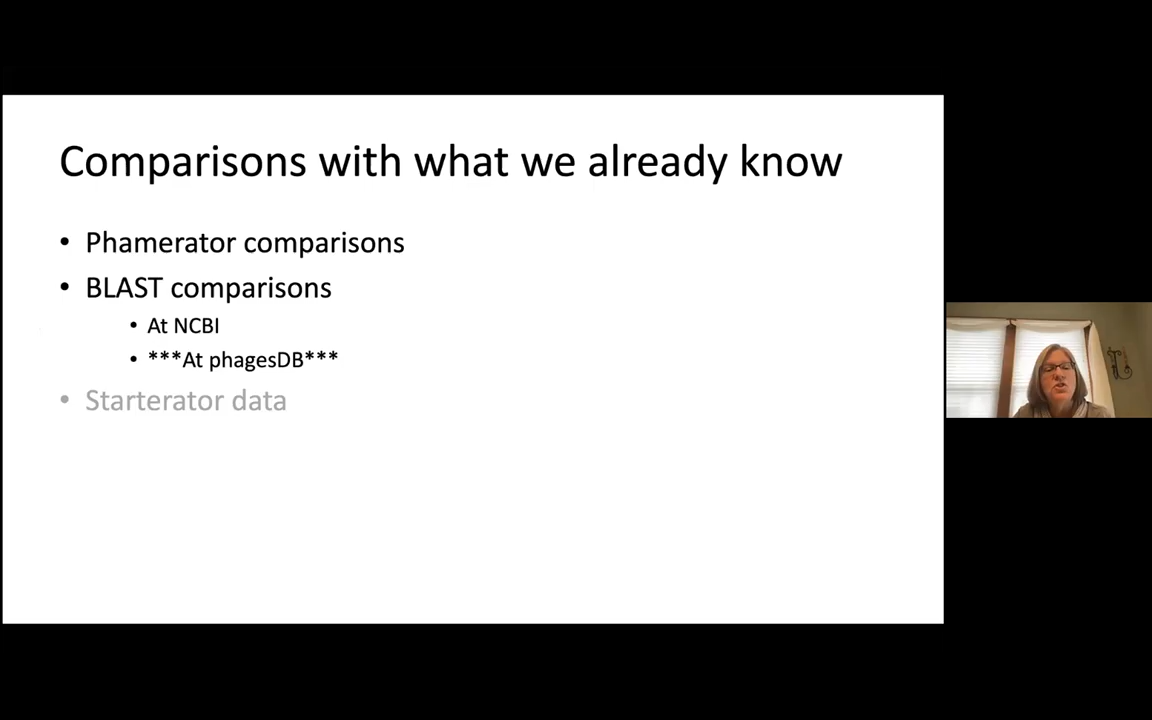 Comparisons with what we already know
• Phamerator comparisons
• BLAST comparisons
• At NCBI
• ***At phagesDB***
• Starterator data